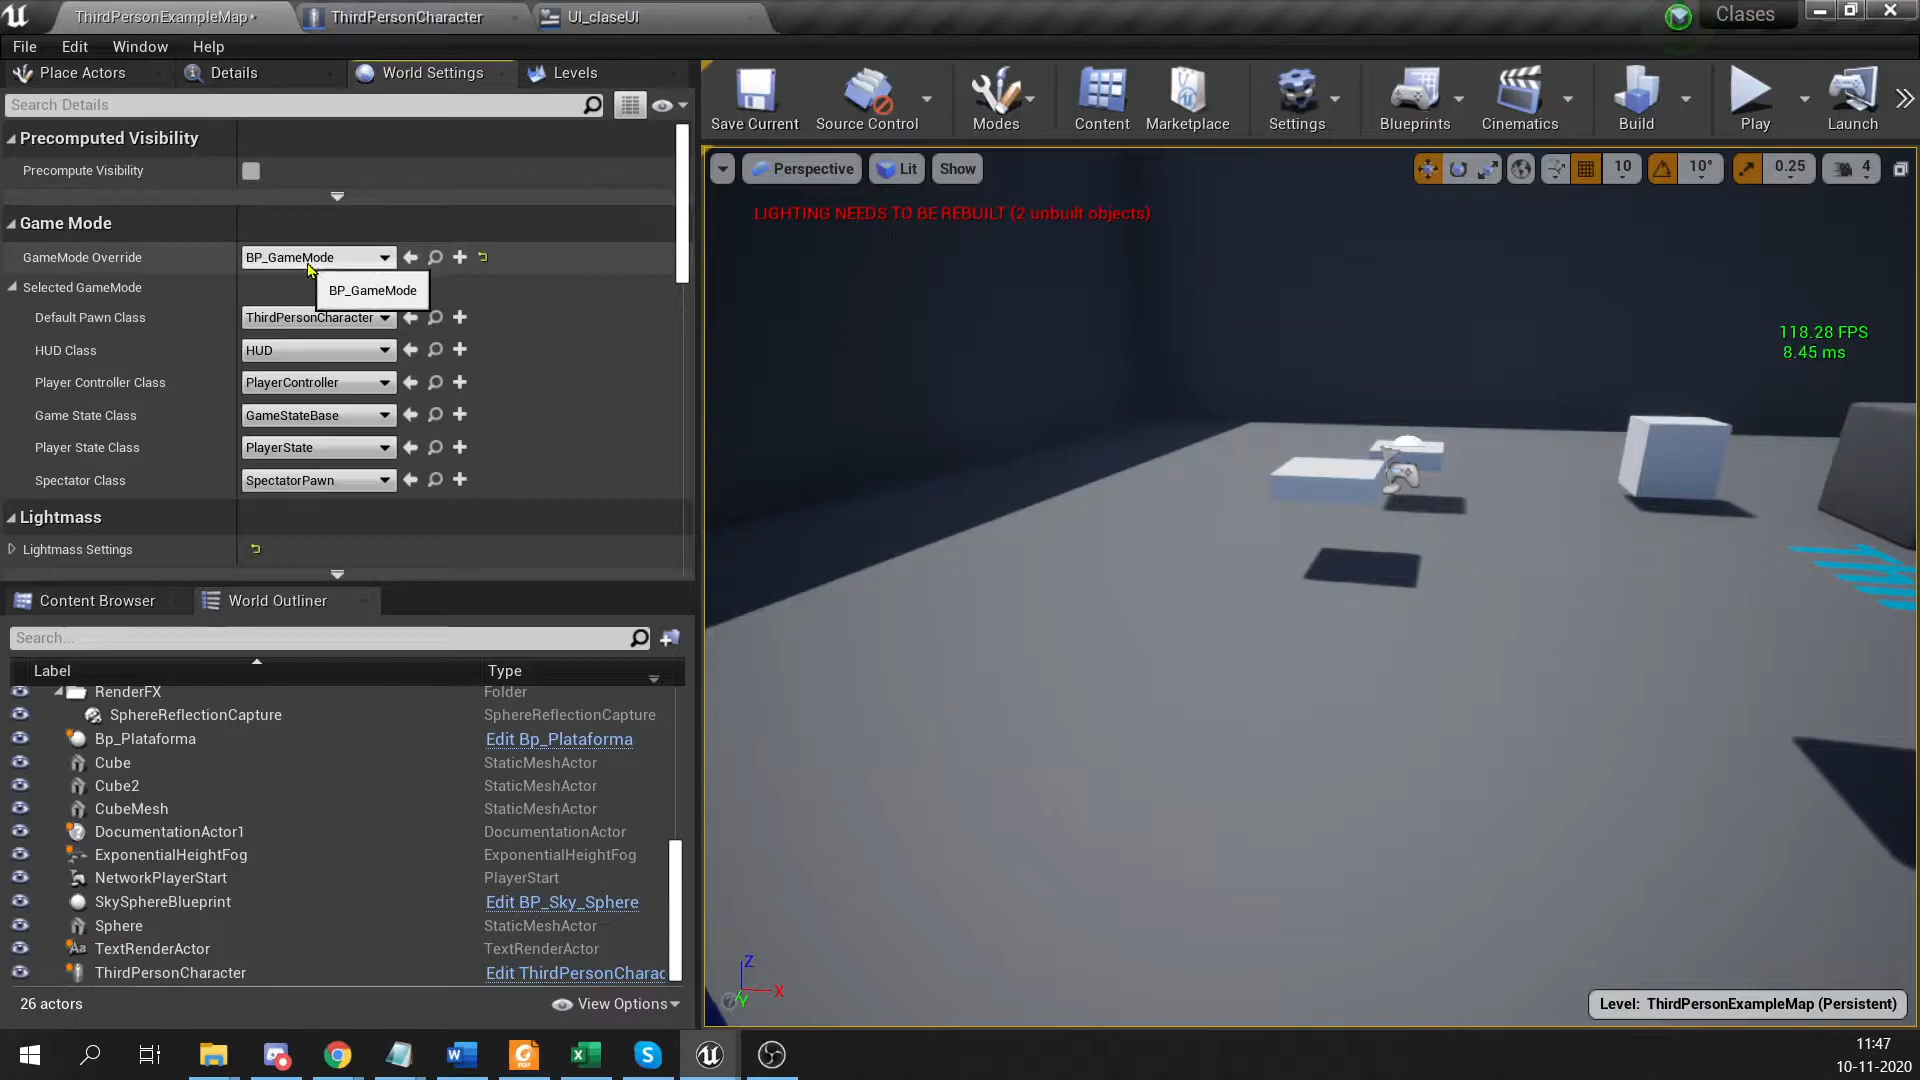 ThirdPersonExampleMap*
ThirdPersonCharacter
UI_claseUI
Clases
File Edit Window Help
Place Actors
Details
World Settings
Levels
Search Details
Save Current
Source Control
Modes
Content
Marketplace
Settings
Blueprints
Cinematics
Build
Play
Launch
Precomputed Visibility
Precompute Visibility
Game Mode
GameMode Override BP_GameMode
Selected GameMode
BP_GameMode
Default Pawn Class ThirdPersonCharacter
HUD Class HUD
Player Controller Class PlayerController
Game State Class GameStateBase
Player State Class PlayerState
Spectator Class SpectatorPawn
Lightmass
Lightmass Settings
Perspective
Lit
Show
10
10°
0.25
4
LIGHTING NEEDS TO BE REBUILT (2 unbuilt objects)
118.28 FPS
8.45 ms
Content Browser
World Outliner
Search...
Label Type
RenderFX Folder
SphereReflectionCapture SphereReflectionCapture
Bp_Plataforma Edit Bp_Plataforma
Cube StaticMeshActor
Cube2 StaticMeshActor
CubeMesh StaticMeshActor
DocumentationActor1 DocumentationActor
ExponentialHeightFog ExponentialHeightFog
NetworkPlayerStart PlayerStart
SkySphereBlueprint Edit BP_Sky_Sphere
Sphere StaticMeshActor
Aa TextRenderActor TextRenderActor
ThirdPersonCharacter Edit ThirdPersonCharac
26 actors
View Options
Z
X
Y
Level: ThirdPersonExampleMap (Persistent)
11:47
10-11-2020